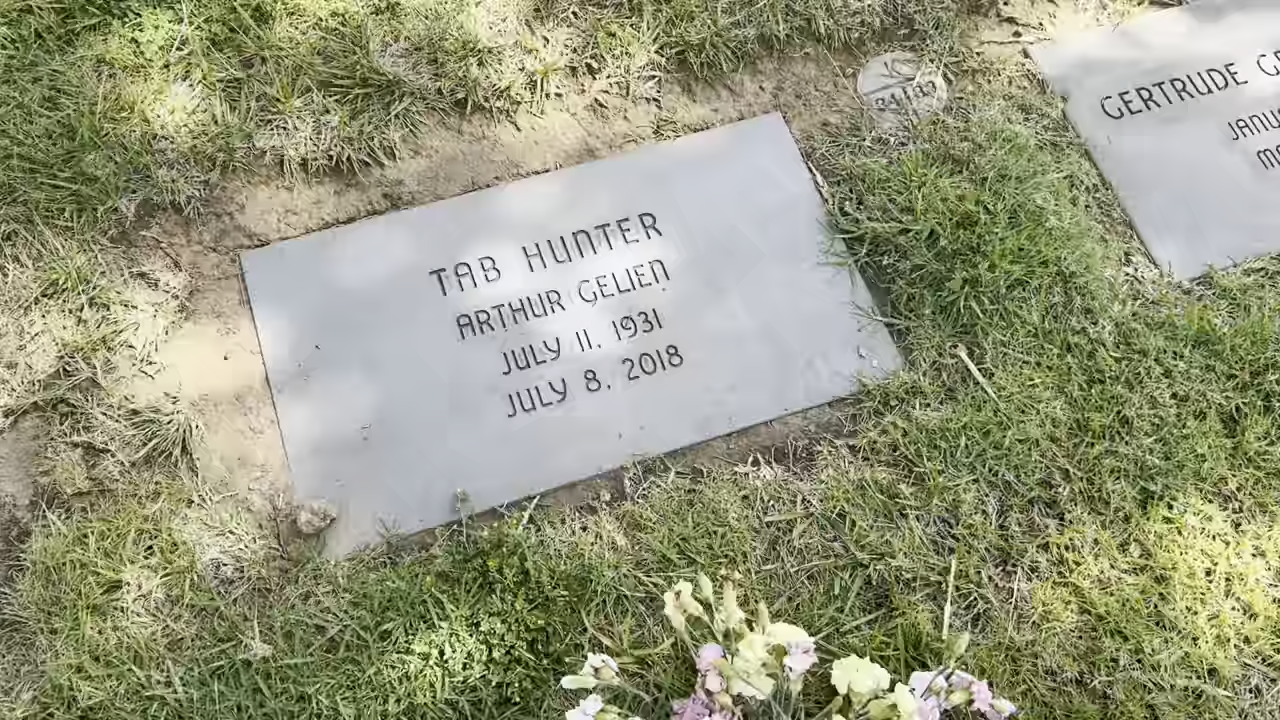 TAB HUNTER
ARTHUR GELIEN
JULY 11, 1931
JULY 8, 2018
GERTRUDE